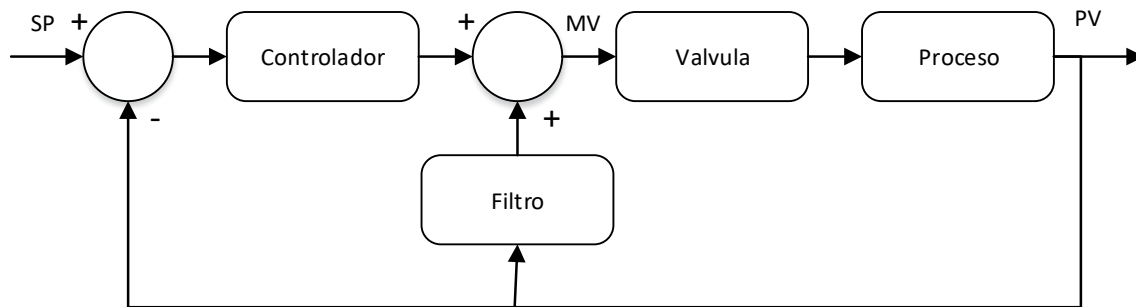 SP
+
Controlador
+
MV
Valvula
Proceso
PV
-
+
Filtro